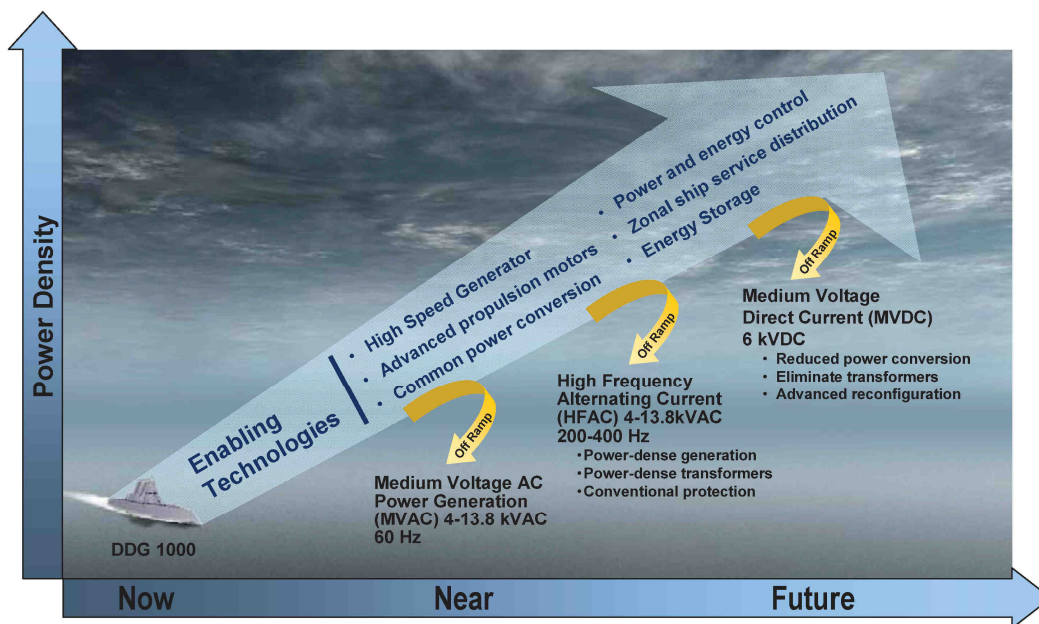 Power Density
Enabling
Technologies
• High Speed Generator
• Advanced propulsion motors
• Common power conversion
• Power and energy control
• Zonal ship service distribution
• Energy Storage
Off Ramp
Medium Voltage AC
Power Generation
(MVAC) 4-13.8 kVAC
60 Hz
Off Ramp
High Frequency
Alternating Current
(HFAC) 4-13.8kVAC
200-400 Hz
•Power-dense generation
•Power-dense transformers
•Conventional protection
Off Ramp
Medium Voltage
Direct Current (MVDC)
6 kVDC
• Reduced power conversion
• Eliminate transformers
• Advanced reconfiguration
DDG 1000
Now
Near
Future